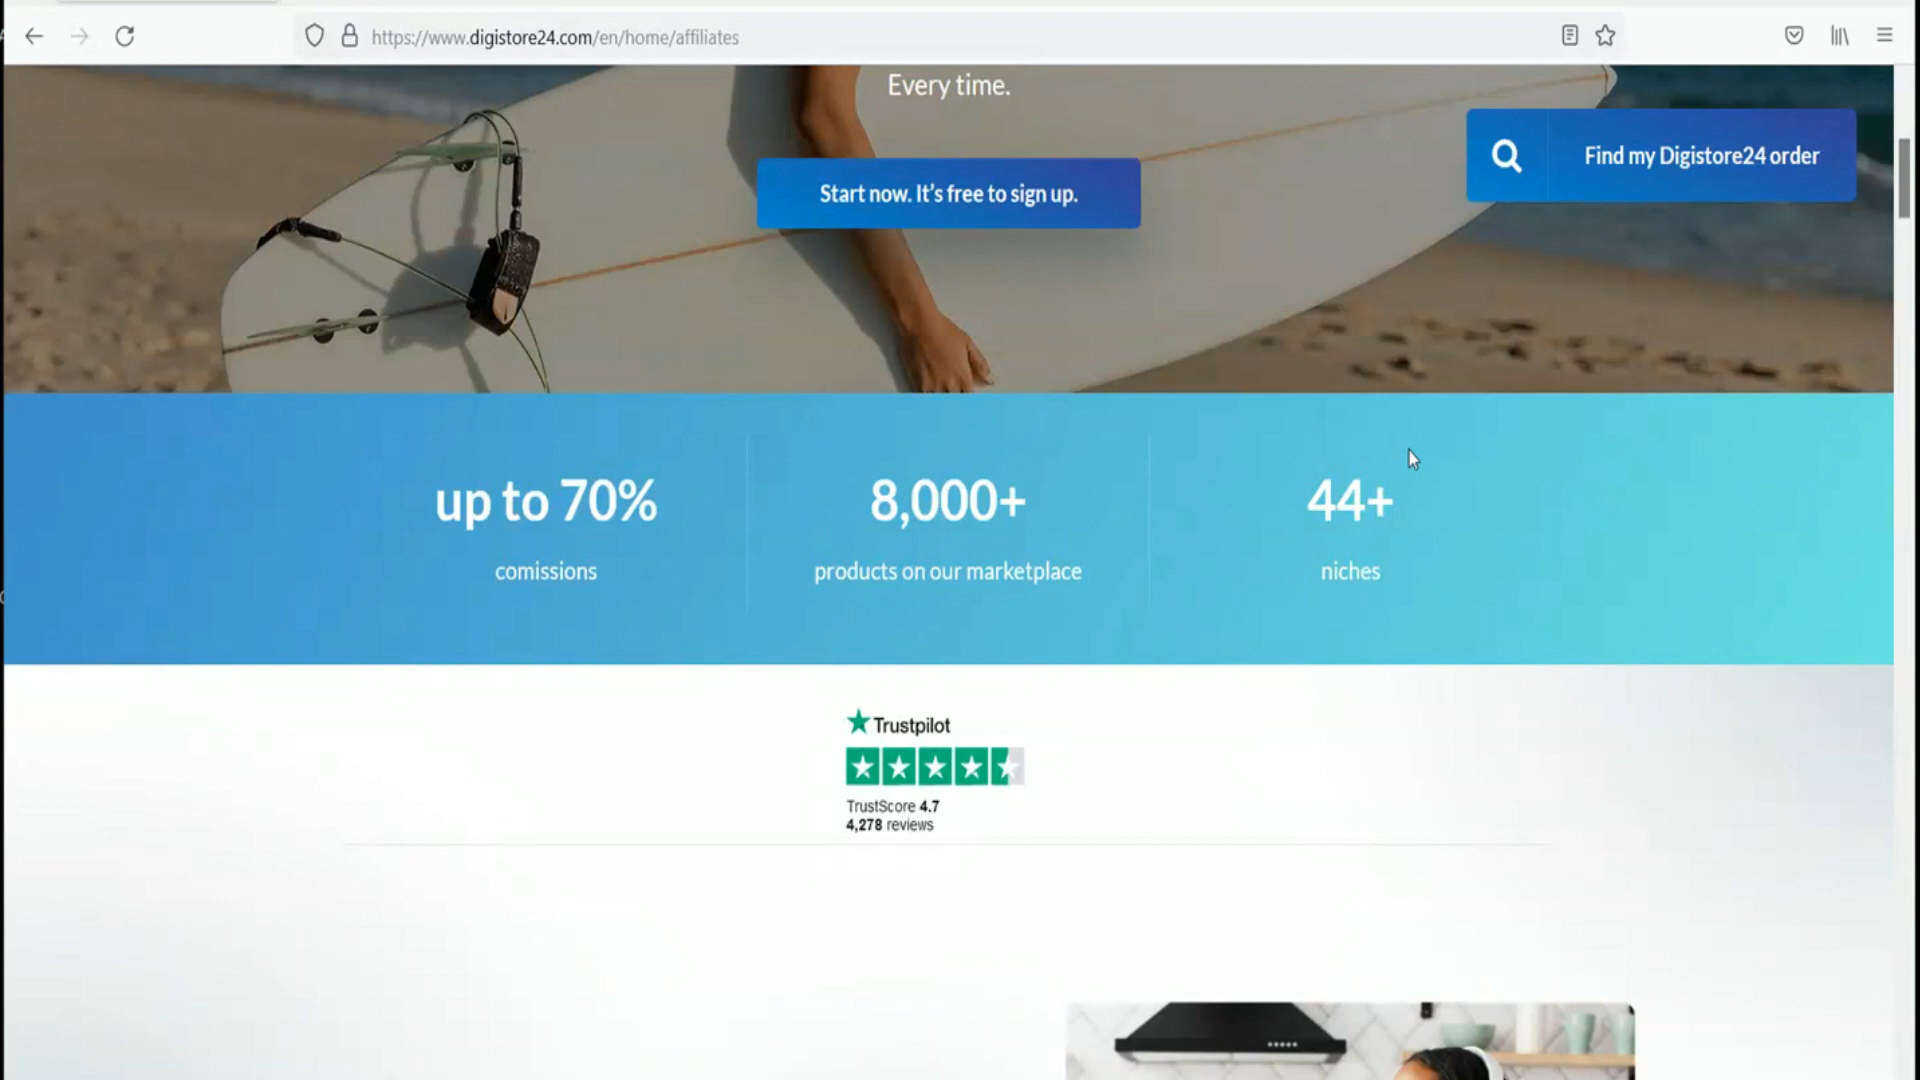 https://www.digistore24.com/en/home/affiliates
Every time.
Find my Digistore24 order
Start now. It's free to sign up.
up to 70%
8,000+
44+
comissions
products on our marketplace
niches
Trustpilot
TrustScore 4.7
4,278 reviews